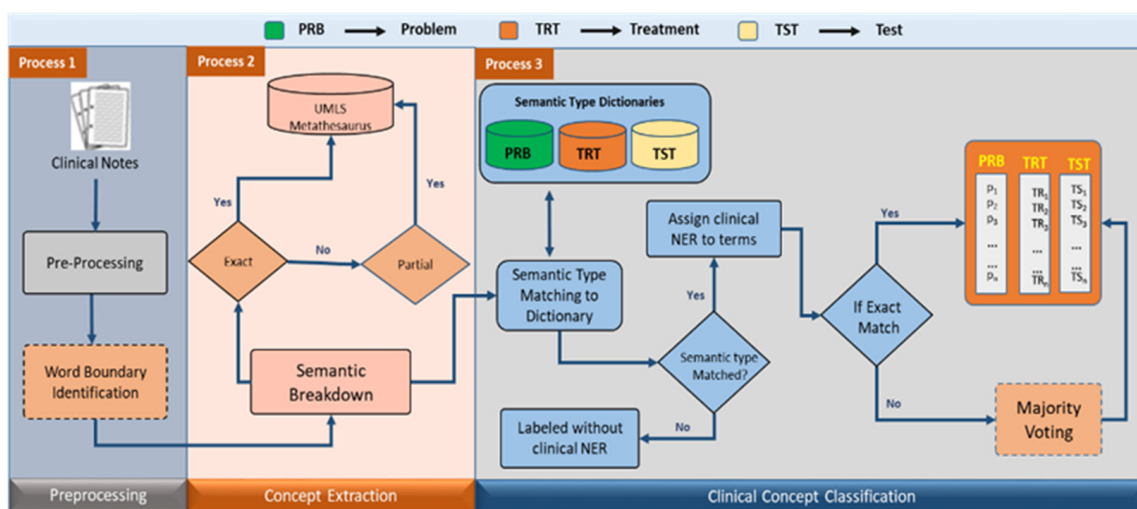 PRB Problem TRT Treatment TST Test
Process 1
Clinical Notes
Pre-Processing
Word Boundary
Identification
Preprocessing
Process 2
UMLS
Metathesaurus
Yes
Yes
Exact
No
Partial
Semantic
Breakdown
Concept Extraction
Process 3
Semantic Type Dictionaries
PRB TRT TST
Semantic Type
Matching to
Dictionary
Assign clinical
NER to terms
Yes
Semantic type
Matched?
No
Labeled without
clinical NER
If Exact
Match
Yes
No
Majority
Voting
PRB TRT TST
P1 TR1 TS1
P2 TR2 TS2
P3 TR3 TS3
... ... ...
... ... ...
Pn TRn TSn
Clinical Concept Classification